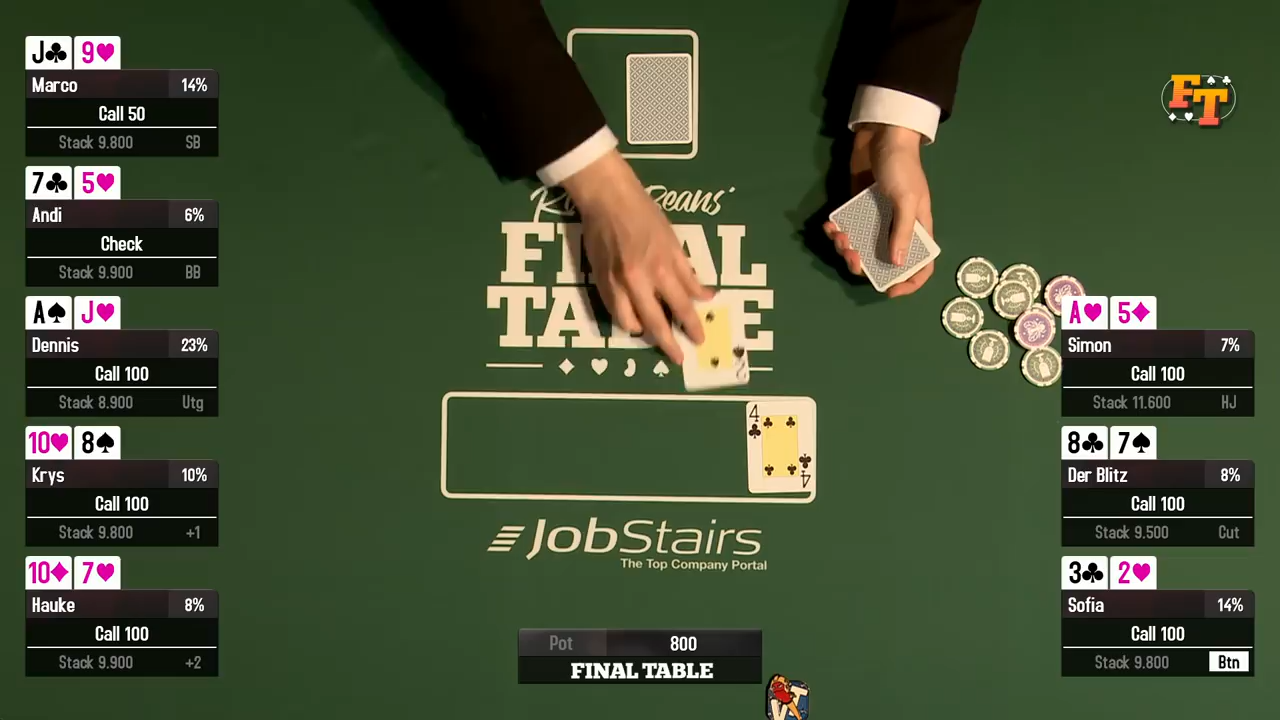 J♣ 9♥
Marco 14%
Call 50
Stack 9.800 SB
7♣ 5♥
Andi 6%
Check
Stack 9.900 BB
A♠ J♥
Dennis 23%
Call 100
Stack 8.900 Utg
10♥ 8♠
Krys 10%
Call 100
Stack 9.800 +1
10♦ 7♥
Hauke 8%
Call 100
Stack 9.900 +2
FT
Beans'
FINAL
TABLE
4
4
JobStairs
The Top Company Portal
Pot 800
FINAL TABLE
A♥ 5♦
Simon 7%
Call 100
Stack 11.600 HJ
8♣ 7♠
Der Blitz 8%
Call 100
Stack 9.500 Cut
3♣ 2♥
Sofia 14%
Call 100
Stack 9.800 Btn